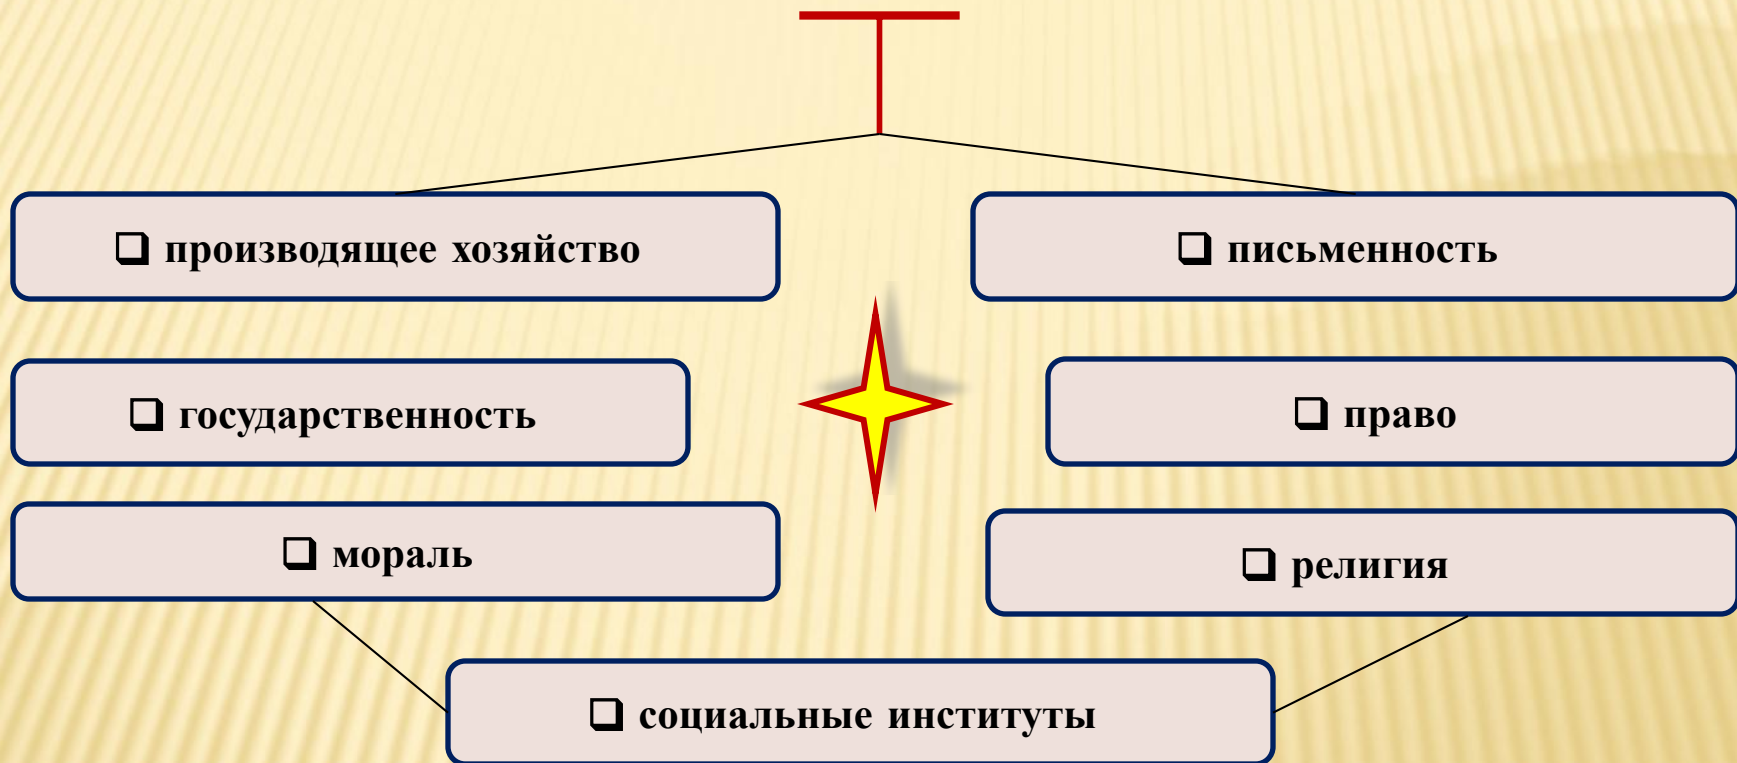 ❑ производящее хозяйство
❑ письменность
❑ государственность
❑ право
❑ мораль
❑ религия
❑ социальные институты